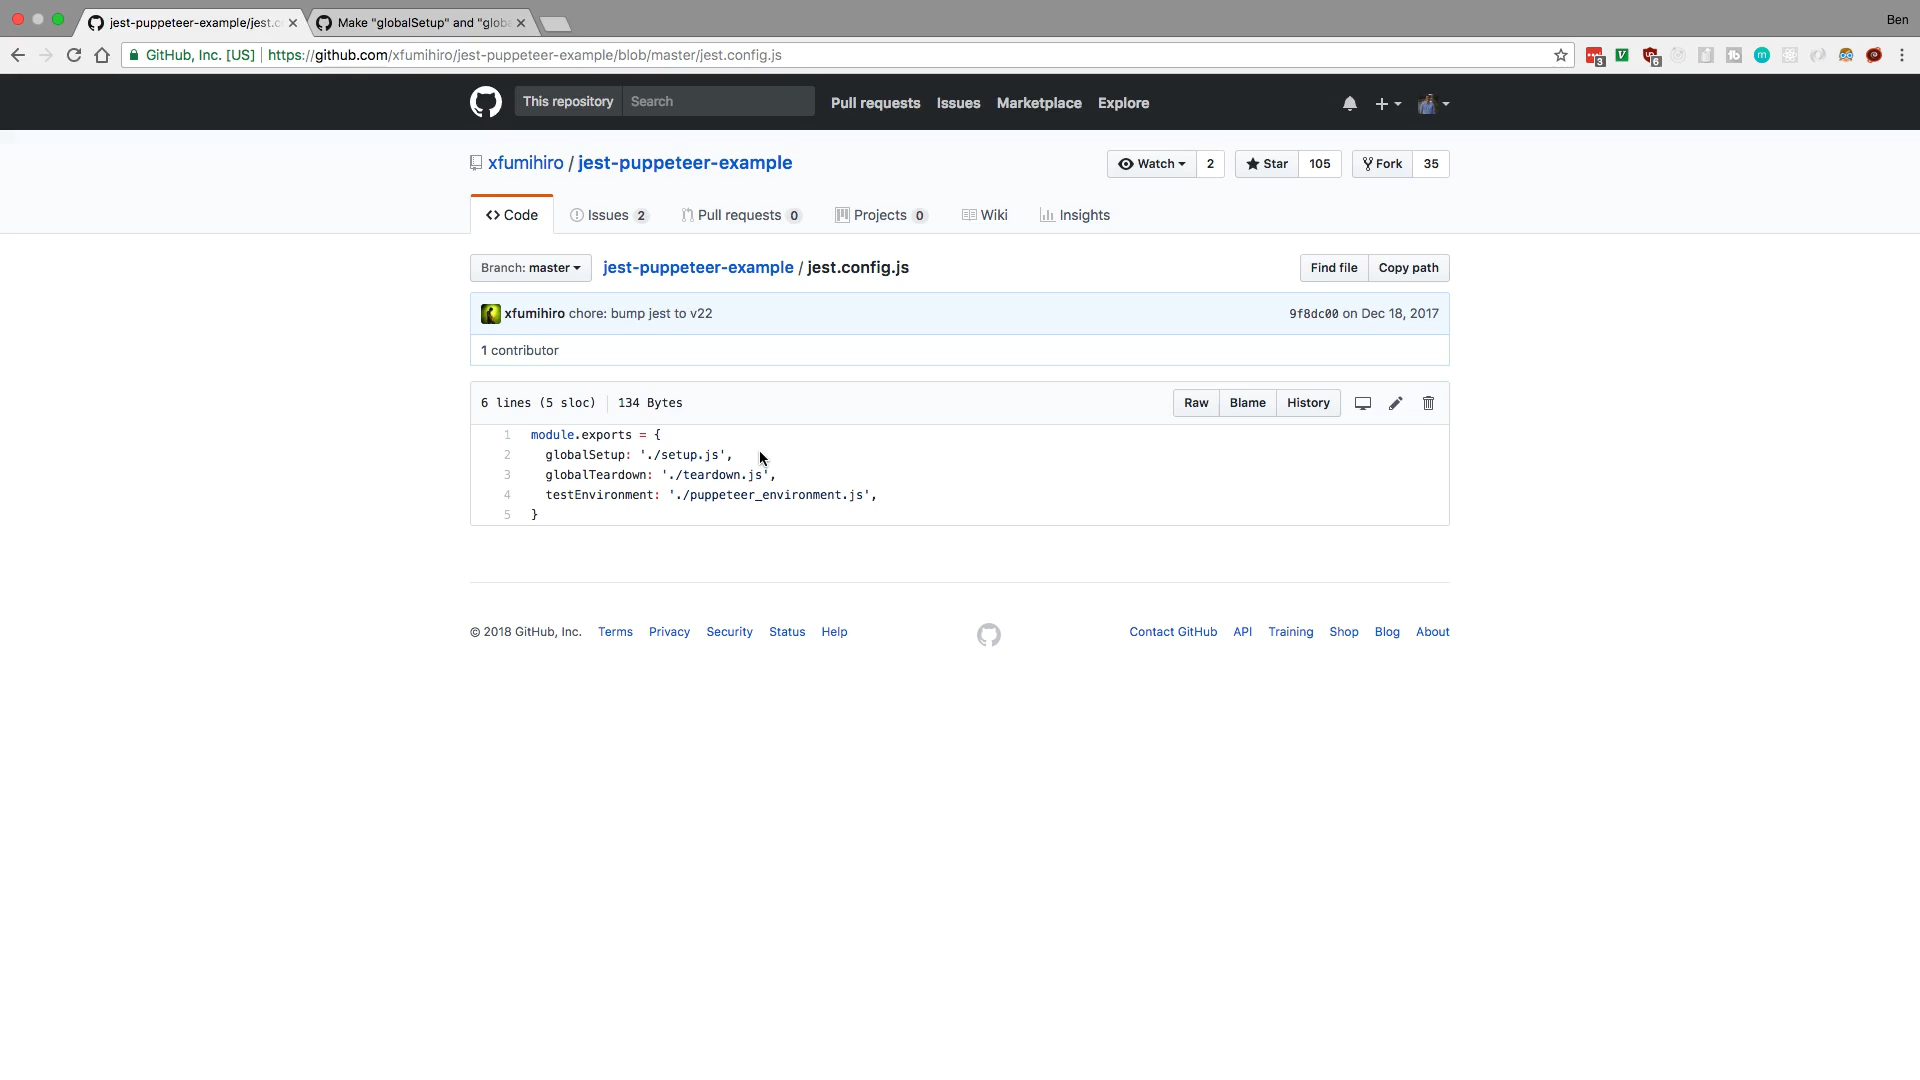 jest-puppeteer-example/jest.c
Make "globalSetup" and "glob
Ben
GitHub, Inc. [US] https://github.com/xfumihiro/jest-puppeteer-example/blob/master/jest.config.js
3
6
This repository Search Pull requests Issues Marketplace Explore
xfumihiro / jest-puppeteer-example
Watch 2 Star 105 Fork 35
Code Issues 2 Pull requests 0 Projects 0 Wiki Insights
Branch: master jest-puppeteer-example / jest.config.js Find file Copy path
xfumihiro chore: bump jest to v22 9f8dc00 on Dec 18, 2017
1 contributor
6 lines (5 sloc) 134 Bytes Raw Blame History
1 module.exports = {
2 globalSetup: './setup.js',
3 globalTeardown: './teardown.js',
4 testEnvironment: './puppeteer_environment.js',
5 }
© 2018 GitHub, Inc. Terms Privacy Security Status Help Contact GitHub API Training Shop Blog About